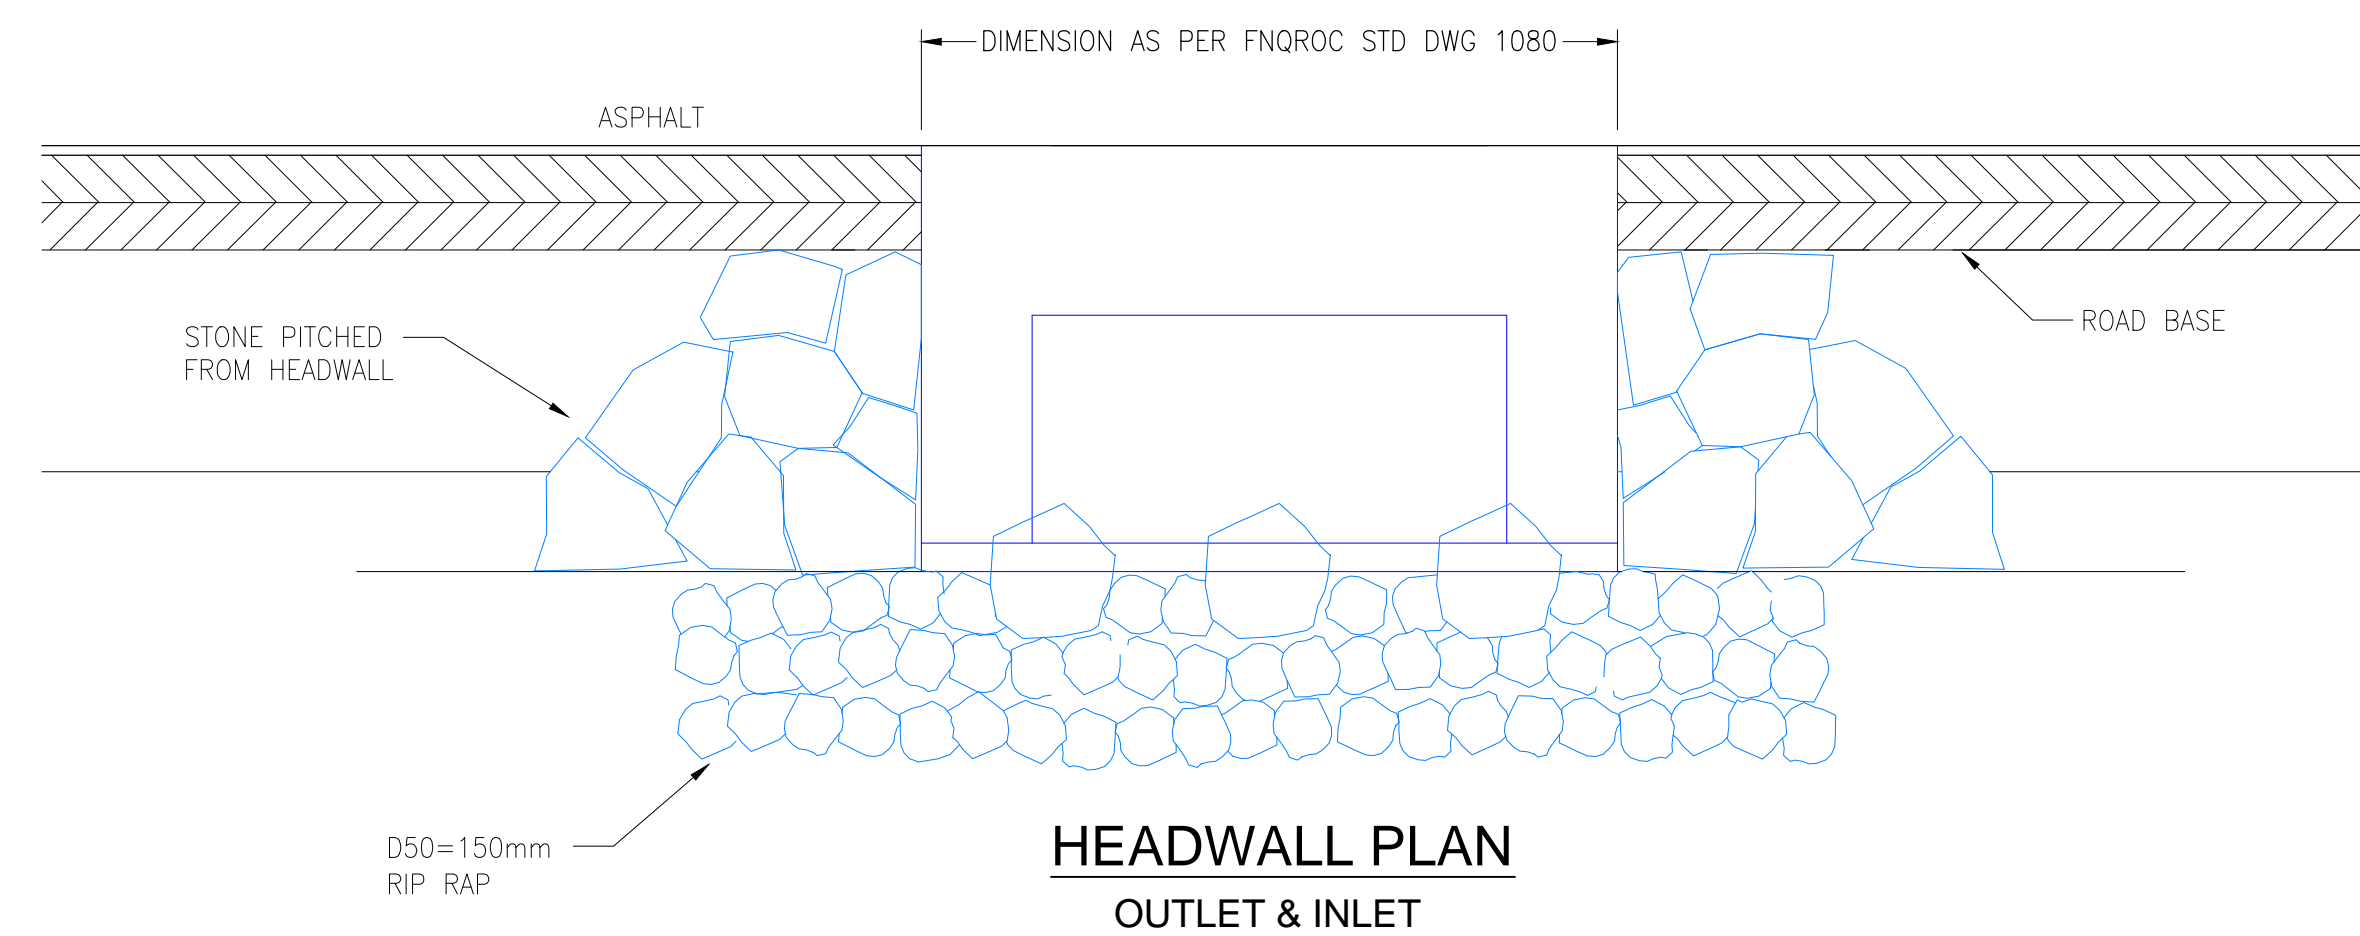 DIMENSION AS PER FNQROC STD DWG 1080
ASPHALT
STONE PITCHED
FROM HEADWALL
ROAD BASE
D50=150mm
RIP RAP
HEADWALL PLAN
OUTLET & INLET